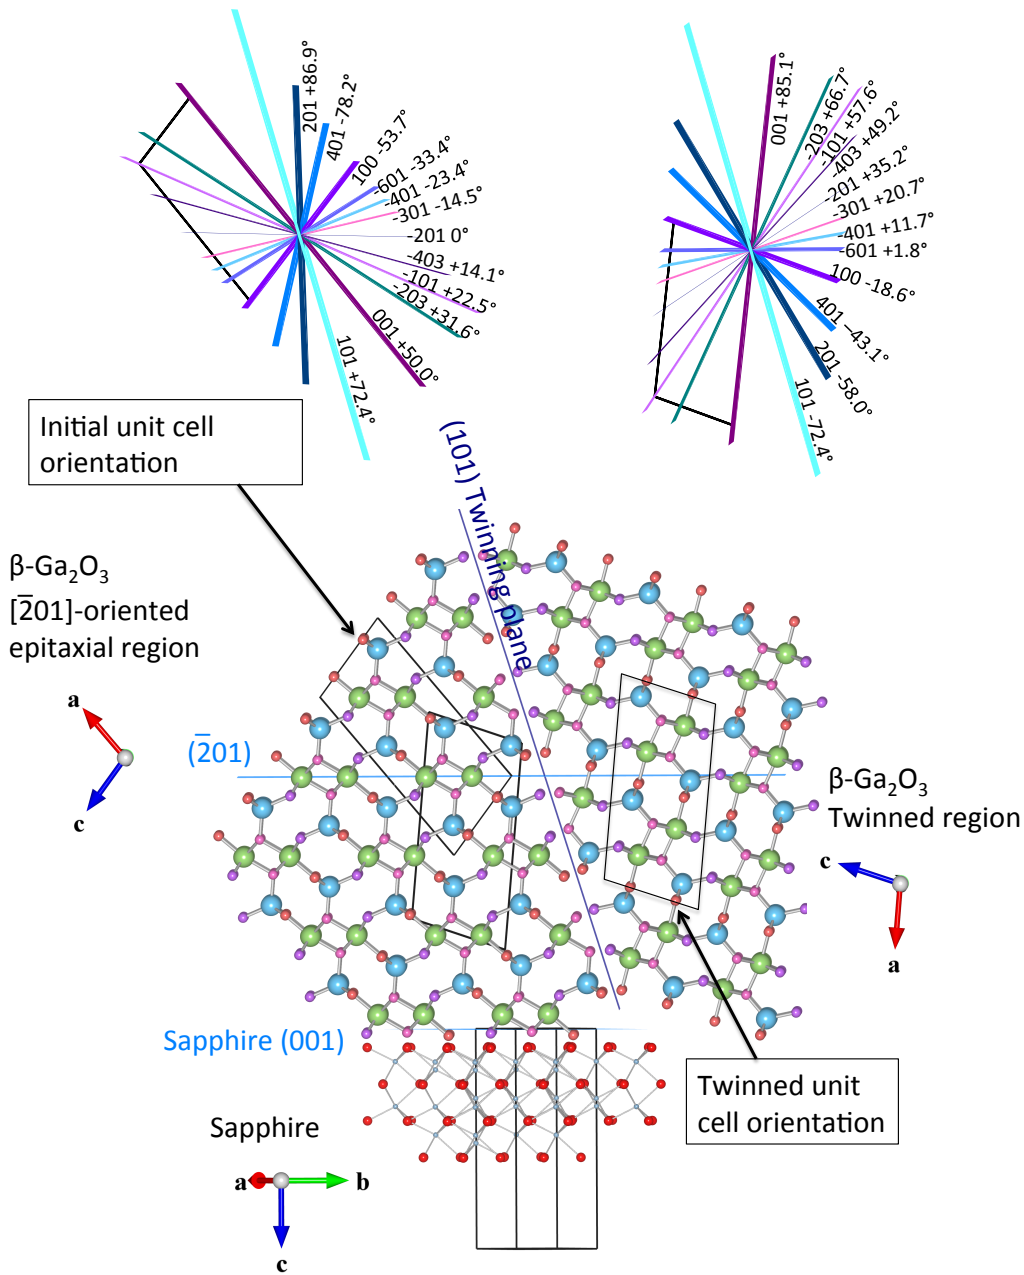 201 +86.9°
401 -78.2°
100 -53.7°
-601 -33.4°
-401 -23.4°
-301 -14.5°
-201 0°
-403 +14.1°
-101 +22.5°
-203 +31.6°
001 +50.0°
101 +72.4°
001 +85.1°
-203 +66.7°
-101 +57.6°
-403 +49.2°
-201 +35.2°
-301 +20.7°
-401 +11.7°
-601 +1.8°
100 -18.6°
401 −43.1°
201 -58.0°
101 -72.4°
Initial unit cell
orientation
(101) Twinning plane
β-Ga₂O₃
[2̅01]-oriented
epitaxial region
a
c
(2̅01)
β-Ga₂O₃
Twinned region
c
a
Sapphire (001)
Twinned unit
cell orientation
Sapphire
a
b
c